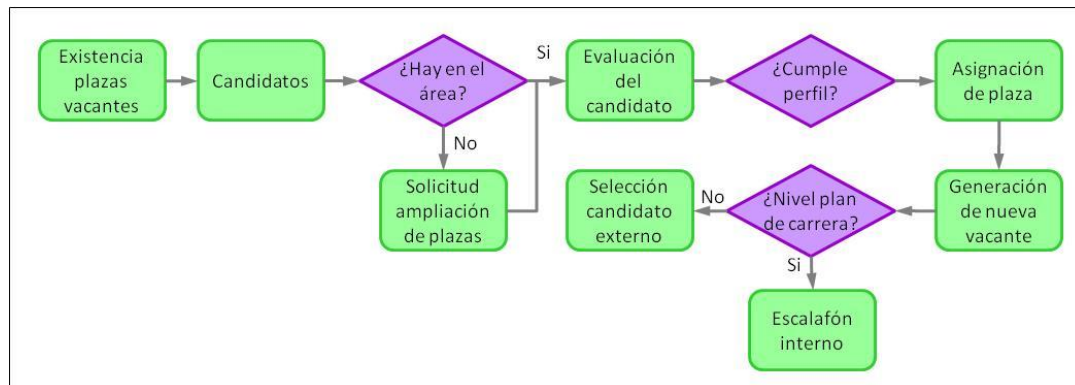 Existencia
plazas
vacantes
Candidatos
¿Hay en el
área?
Si
No
Solicitud
ampliación
de plazas
Evaluación
del
candidato
¿Cumple
perfil?
Asignación
de plaza
Generación
de nueva
vacante
¿Nivel plan
de carrera?
No
Selección
candidato
externo
Si
Escalafón
interno